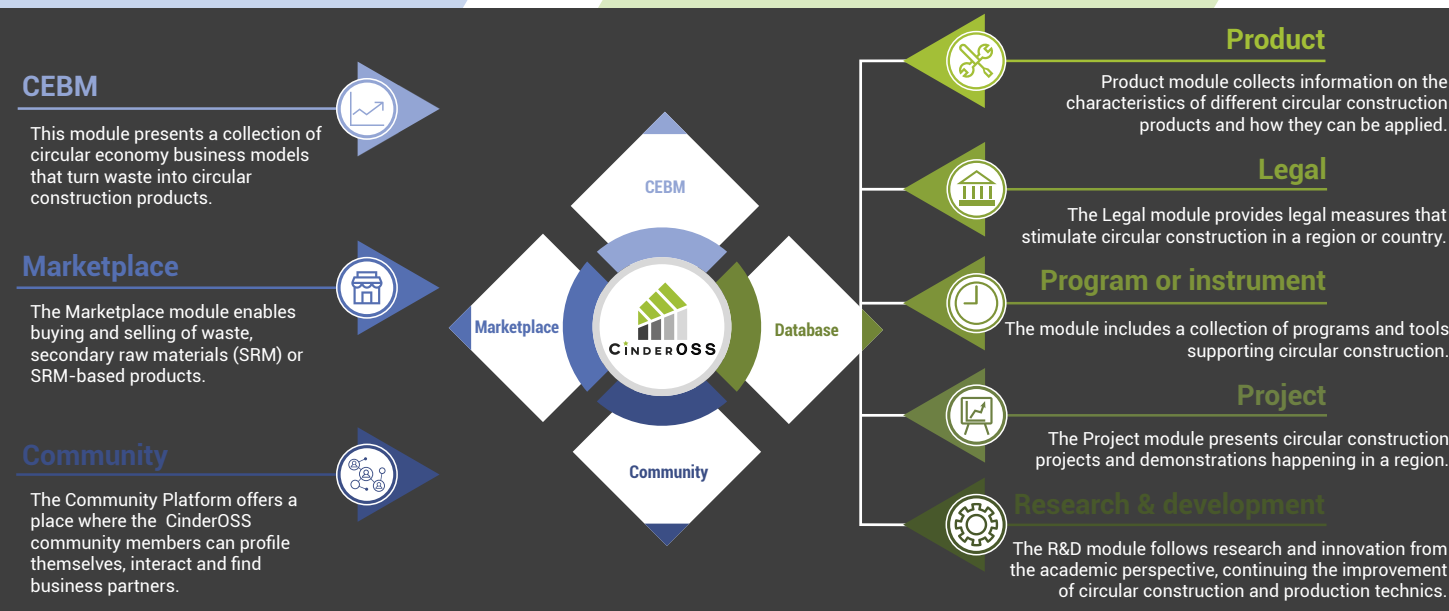 CEBM
This module presents a collection of
circular economy business models
that turn waste into circular
construction products.
Marketplace
The Marketplace module enables
buying and selling of waste,
secondary raw materials (SRM) or
SRM-based products.
Community
The Community Platform offers a
place where the CinderOSS
community members can profile
themselves, interact and find
business partners.
CEBM
Marketplace
CINDEROSS
Database
Community
Product
Product module collects information on the
characteristics of different circular construction
products and how they can be applied.
Legal
The Legal module provides legal measures that
stimulate circular construction in a region or country.
Program or instrument
The module includes a collection of programs and tools
supporting circular construction.
Project
The Project module presents circular construction
projects and demonstrations happening in a region.
Research & development
The R&D module follows research and innovation from
the academic perspective, continuing the improvement
of circular construction and production technics.